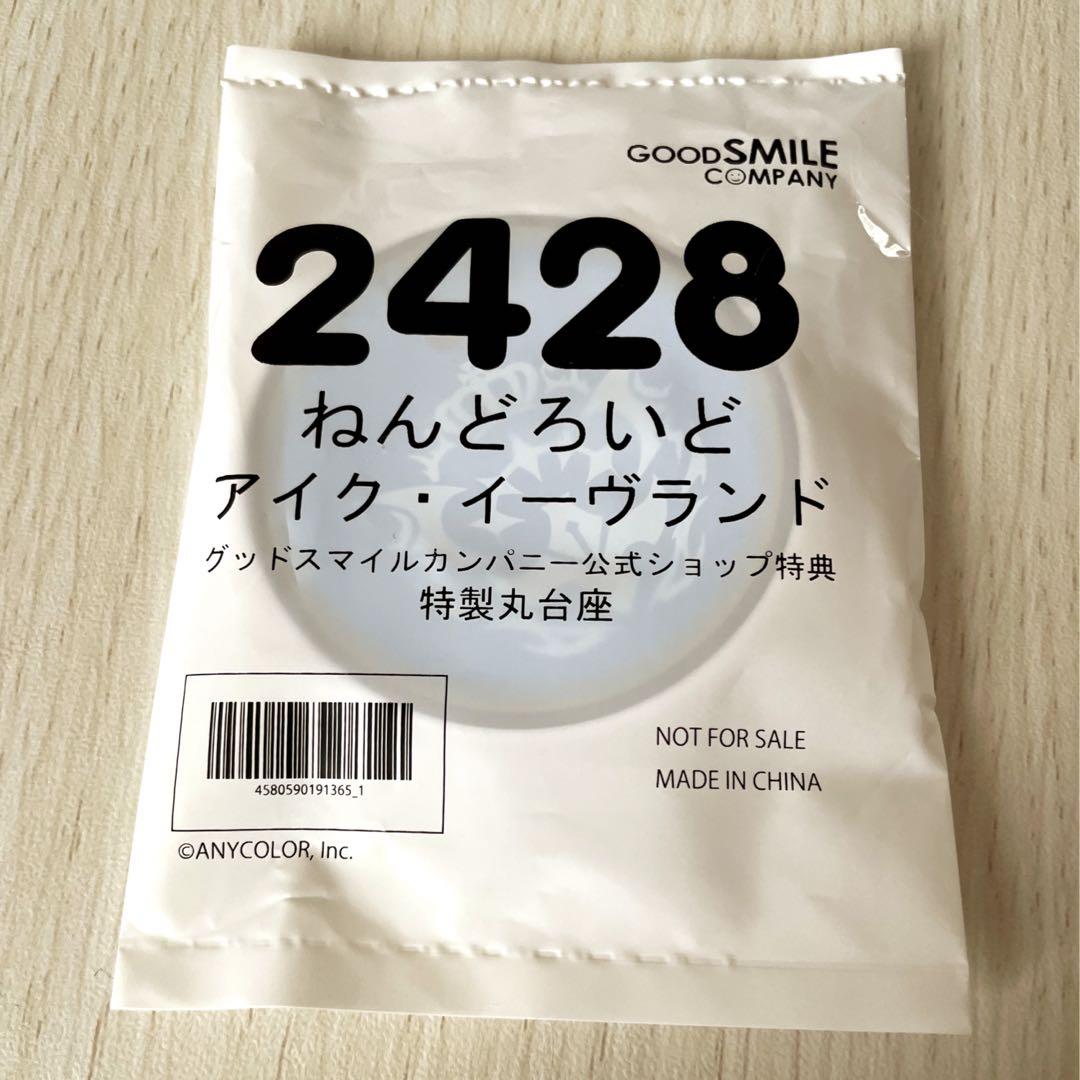 GOODSMILE
COMPANY
2428
ねんどろいど
アイク・イーヴランド
グッドスマイルカンパニー公式ショップ特典
特製丸台座
4580590191365_1
NOT FOR SALE
MADE IN CHINA
©ANYCOLOR, Inc.